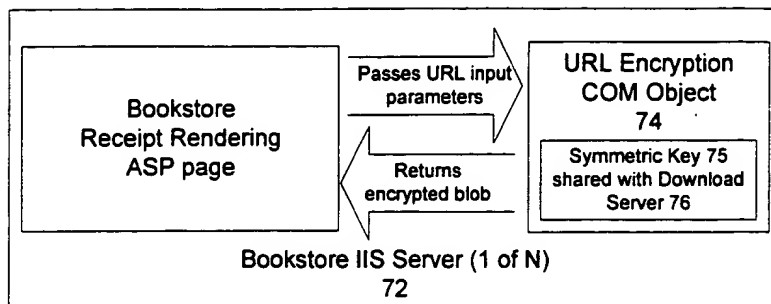 Bookstore
Receipt Rendering
ASP page
Passes URL input
parameters
Returns
encrypted blob
URL Encryption
COM Object
74
Symmetric Key 75
shared with Download
Server 76
Bookstore IIS Server (1 of N)
72